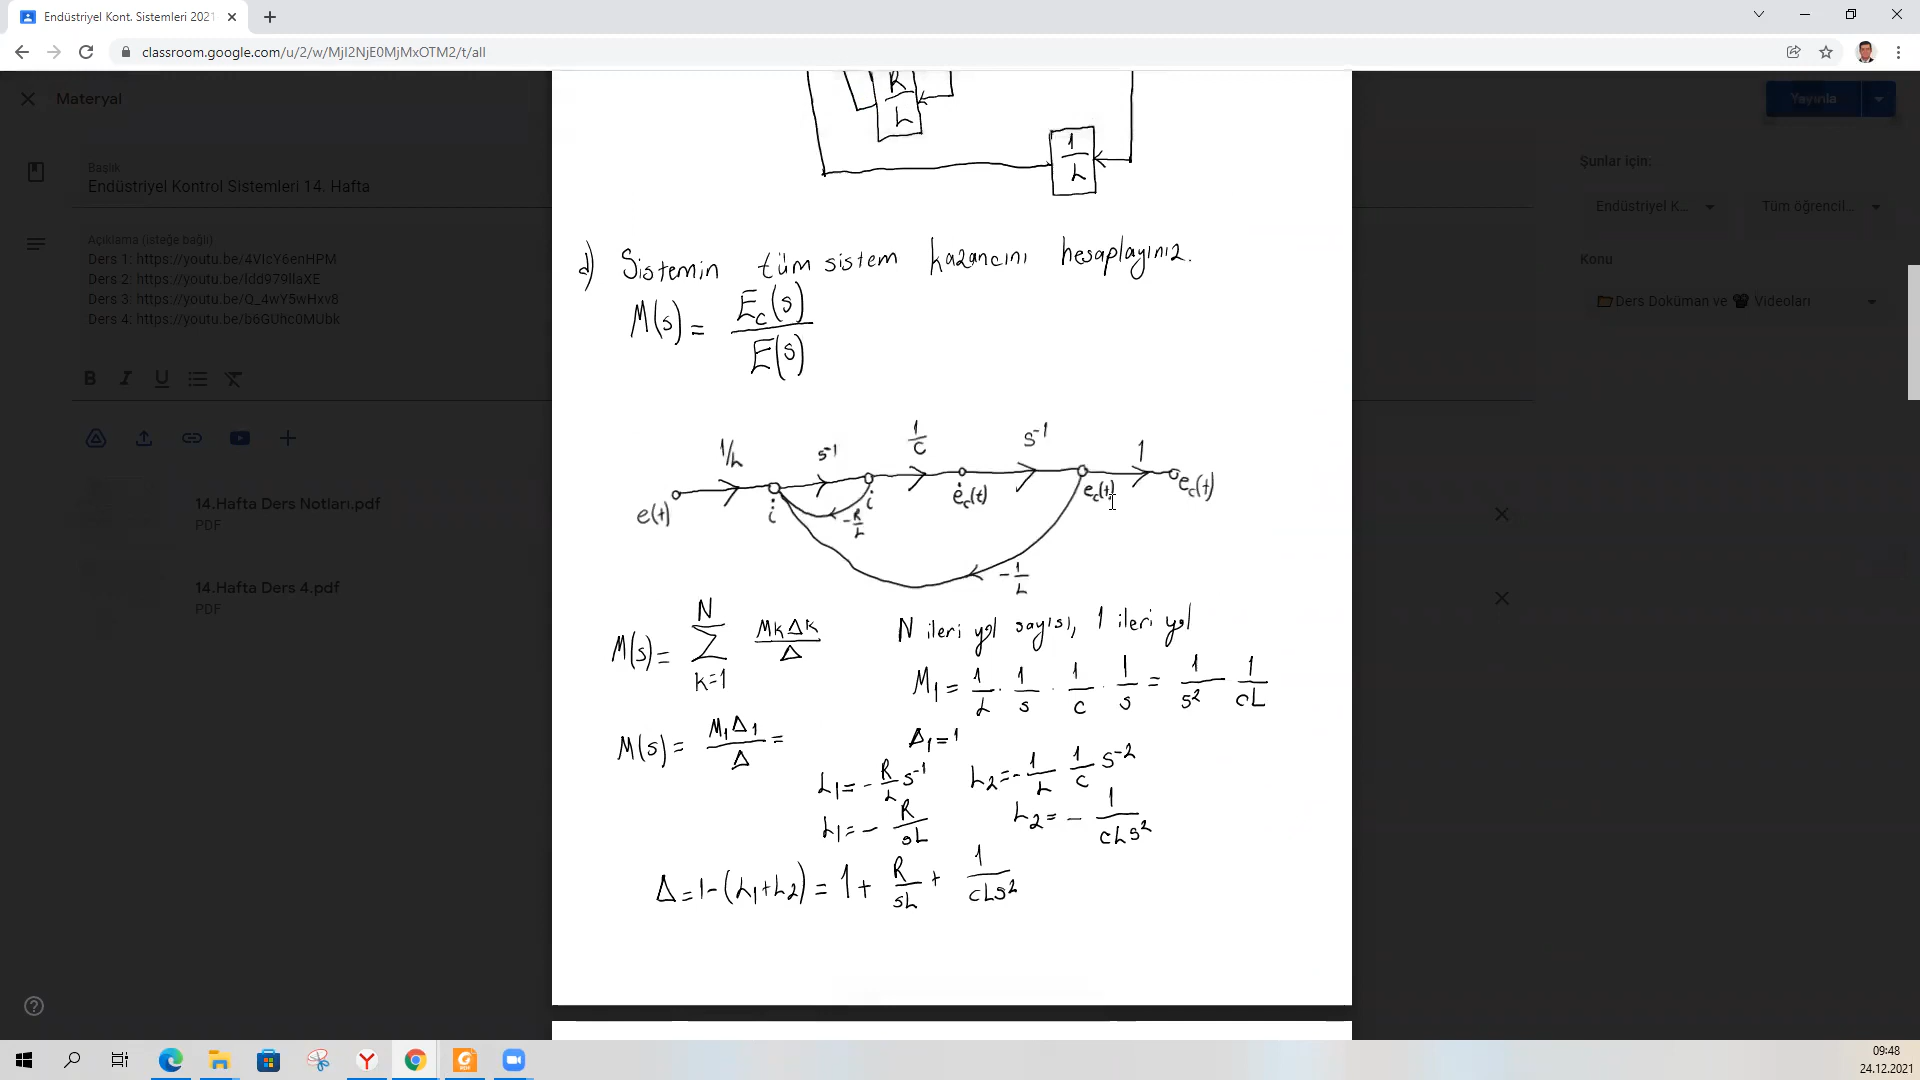 Endüstriyel Kont. Sistemleri 2021
classroom.google.com/u/2/w/MjI2NjE0MjMxOTM2/t/all
Materyal
Yayınla
Başlık
Endüstriyel Kontrol Sistemleri 14. Hafta
Açıklama (isteğe bağlı)
Ders 1: https://youtu.be/4VIcY6enHPM
Ders 2: https://youtu.be/ldd979llaXE
Ders 3: https://youtu.be/Q_4wY5wHxv8
Ders 4: https://youtu.be/b6GUhc0MUbk
B I U
14.Hafta Ders Notları.pdf
PDF
14.Hafta Ders 4.pdf
PDF
Şunlar için:
Endüstriyel K... Tüm öğrencil...
Konu
Ders Doküman ve Videoları
R/L
1/L
d) Sistemin tüm sistem kazancını hesaplayınız.
M(s) = Ec(s)/E(s)
1/L s⁻¹ 1/C s⁻¹ 1
e(t) i̇ i ėc(t) ec(t) ec(t)
-R/L
-1/L
M(s) = N Σ k=1 MkΔk/Δ N ileri yol sayısı, 1 ileri yol
M1 = 1/L · 1/s · 1/c · 1/s = 1/s² 1/cL
M(s) = M1Δ1/Δ = Δ1 = 1
L1 = -R/L s⁻¹ L2 = -1/L 1/c s⁻²
L1 = -R/sL L2 = -1/cLs²
Δ = 1-(L1+L2) = 1 + R/sL + 1/cLs²
09:48
24.12.2021